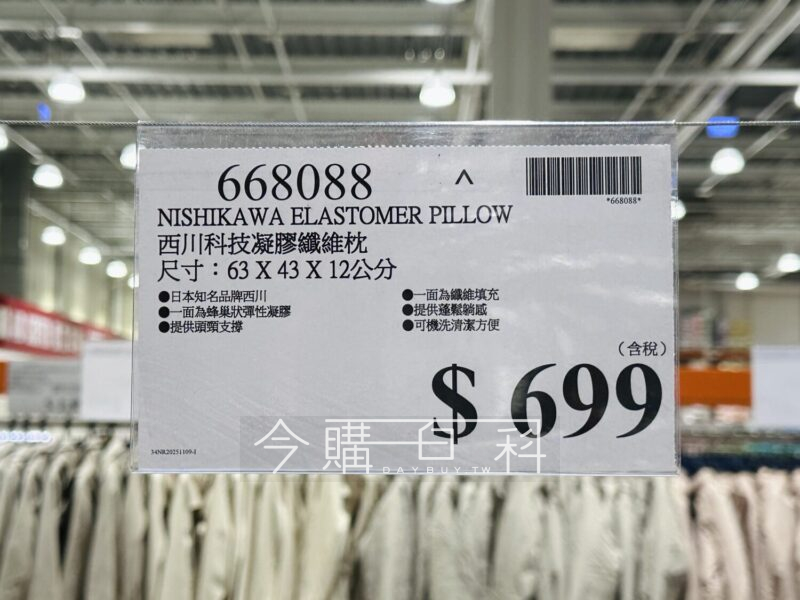 668088
^
*668088*
NISHIKAWA ELASTOMER PILLOW
西川科技凝膠纖維枕
尺寸：63 X 43 X 12公分
●日本知名品牌西川
●一面為蜂巢狀彈性凝膠
●提供頭頸支撐
●一面為纖維填充
●提供蓬鬆躺感
●可機洗清潔方便
(含稅)
$ 699
34NR20251109-I
今購百科
DAYBUY.TW